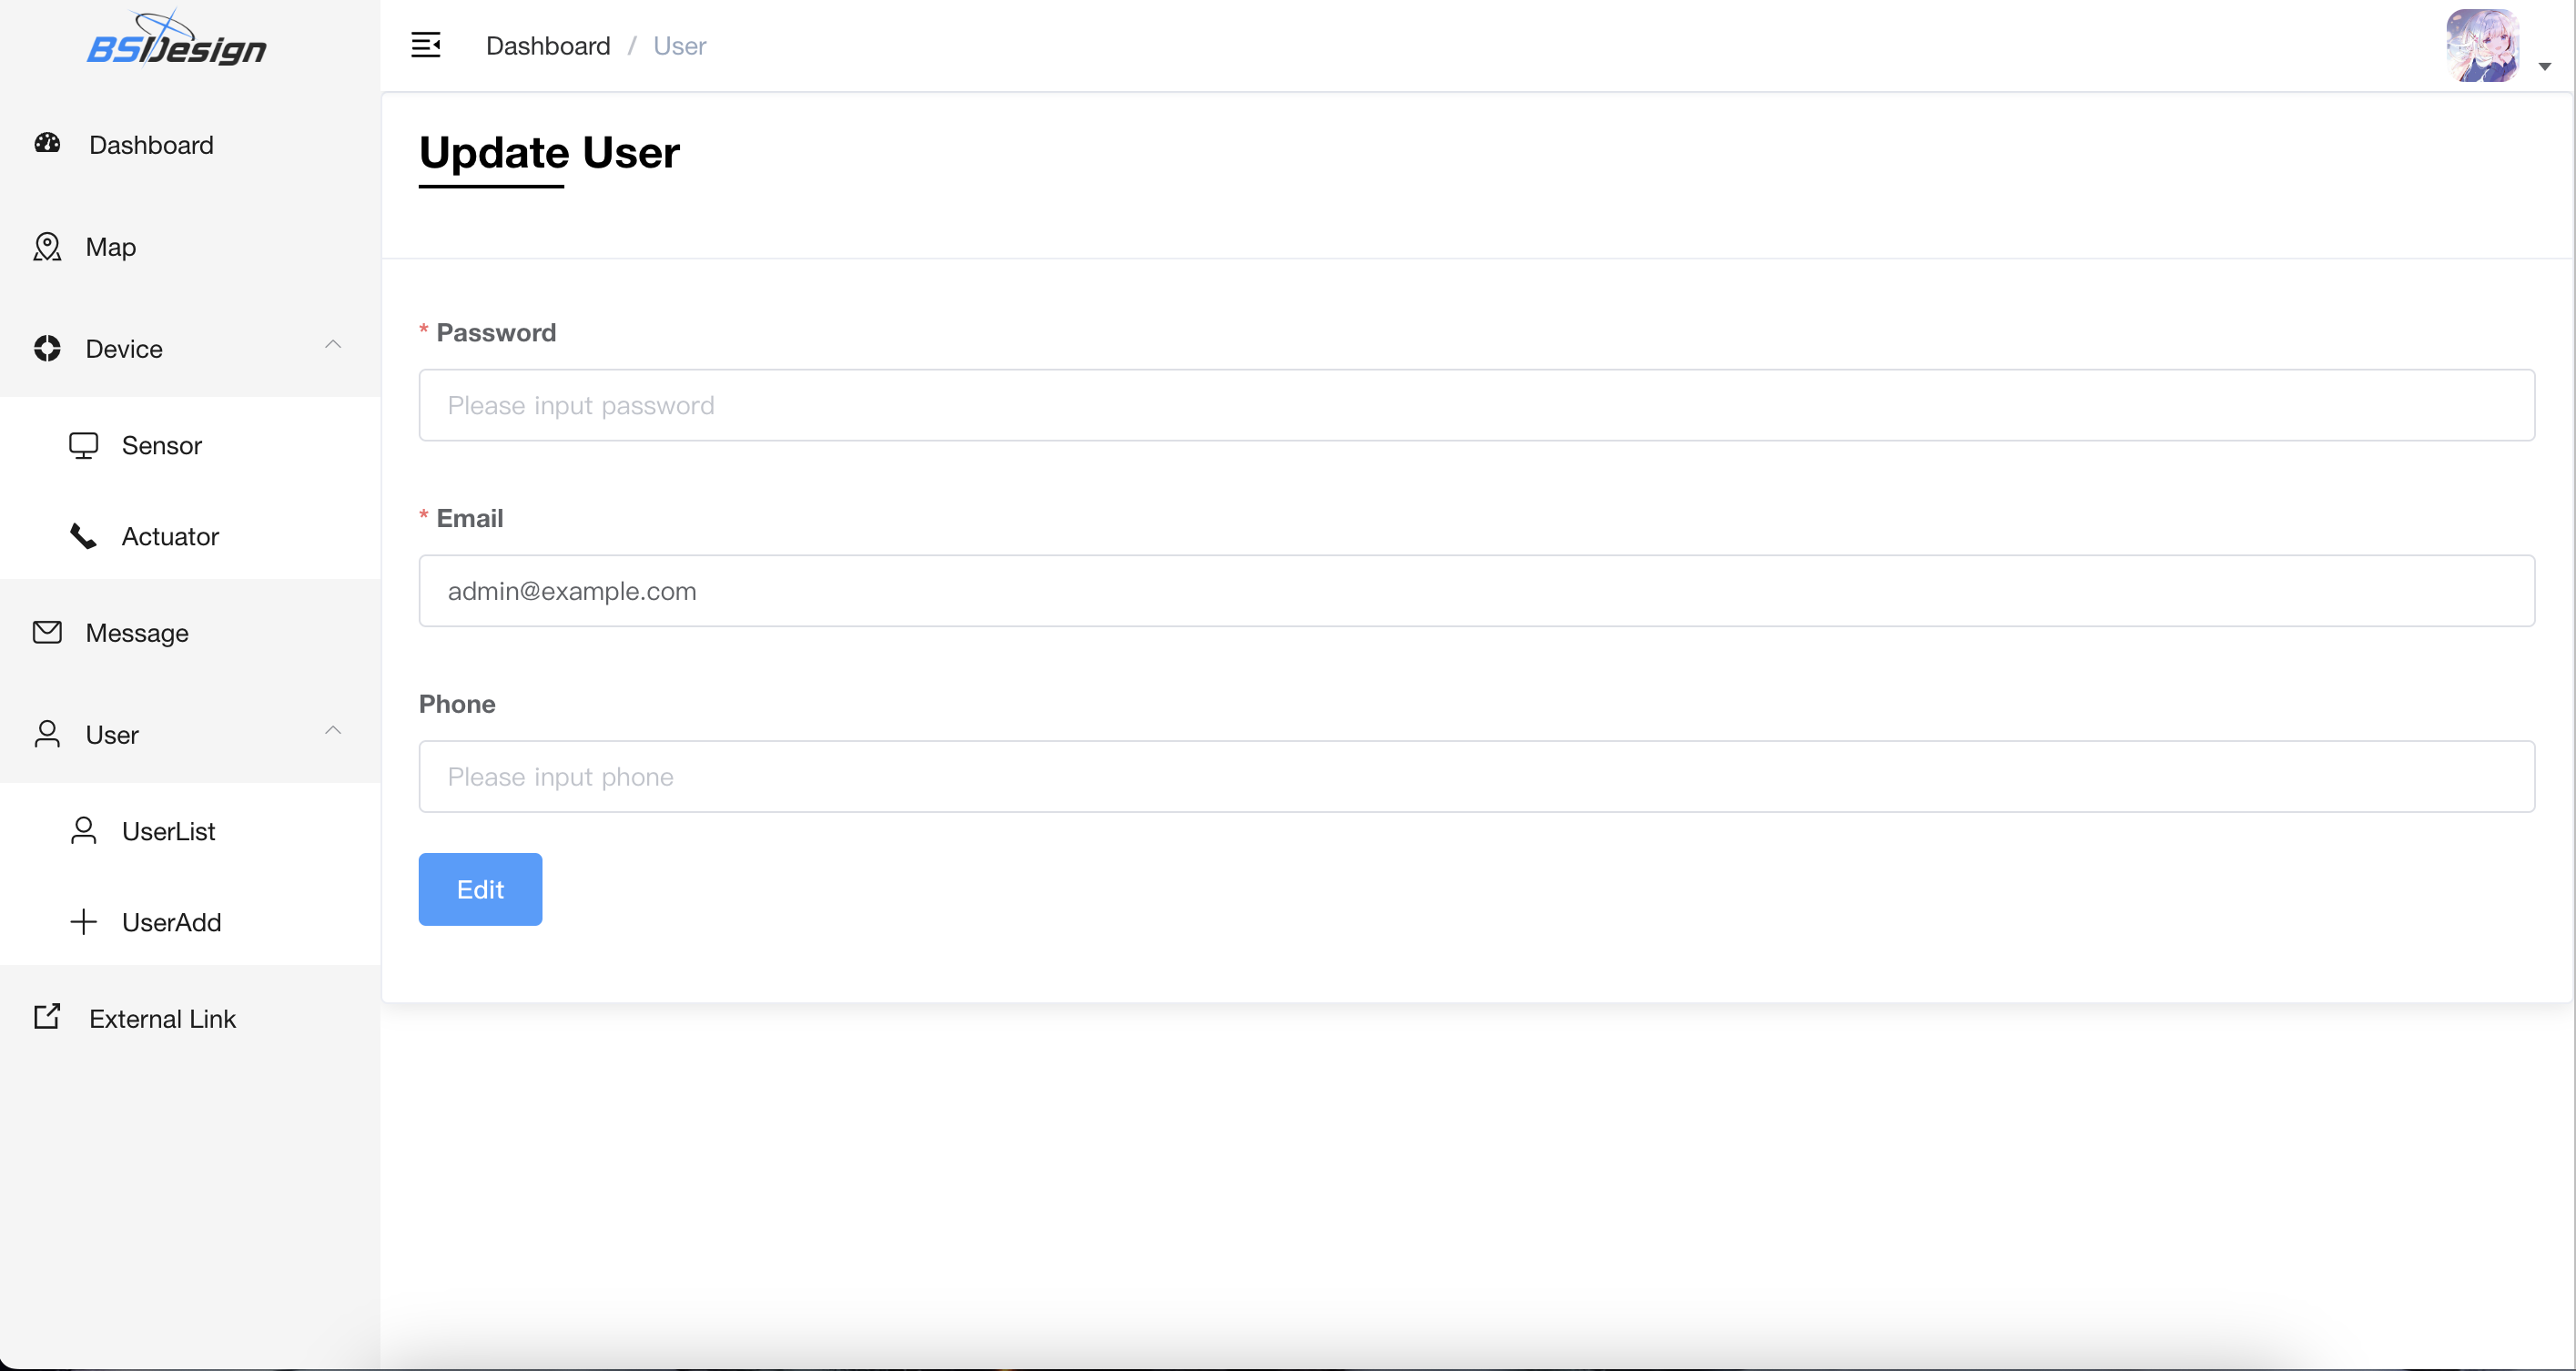 BSDesign
Dashboard / User
Dashboard
Map
Device
Sensor
Actuator
Message
User
UserList
UserAdd
External Link
Update User
* Password
Please input password
* Email
admin@example.com
Phone
Please input phone
Edit